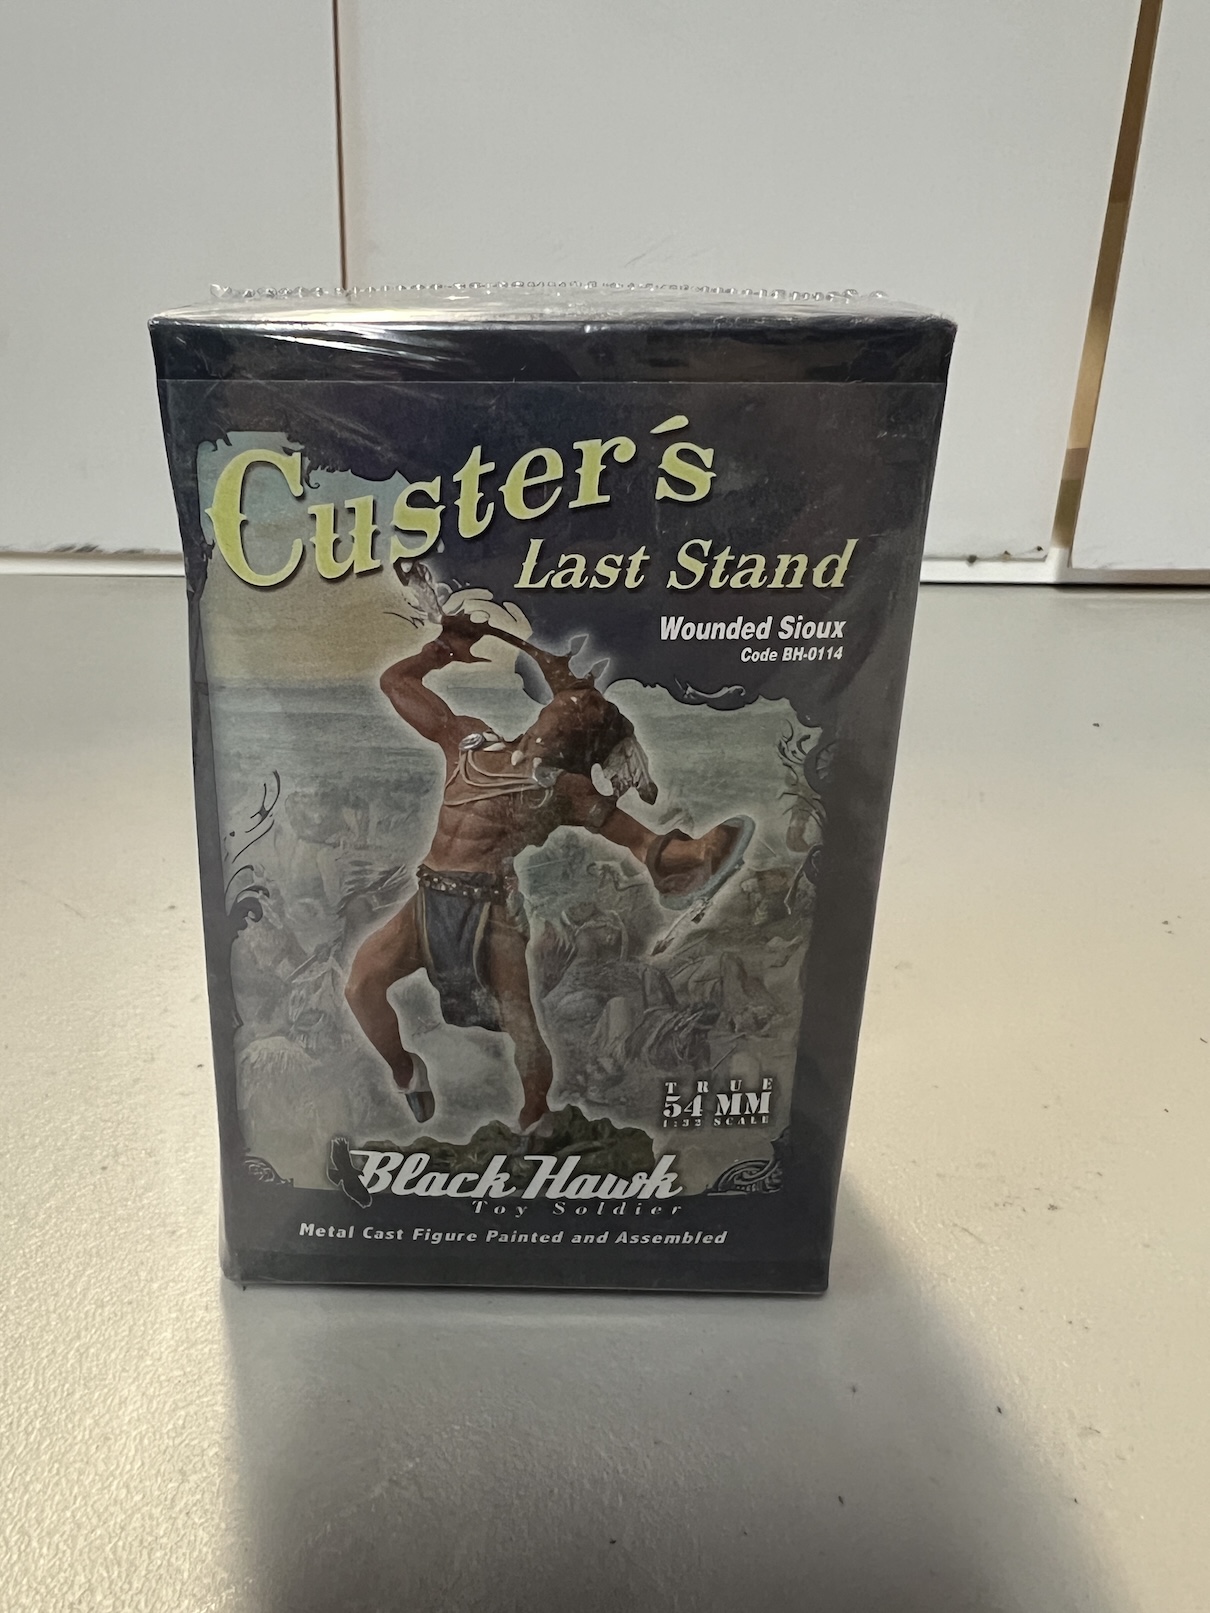 Custer´s
Last Stand
Wounded Sioux
Code BH-0114
TRUE
54 MM
1:32 SCALE
Black Hawk
Toy Soldier
Metal Cast Figure Painted and Assembled